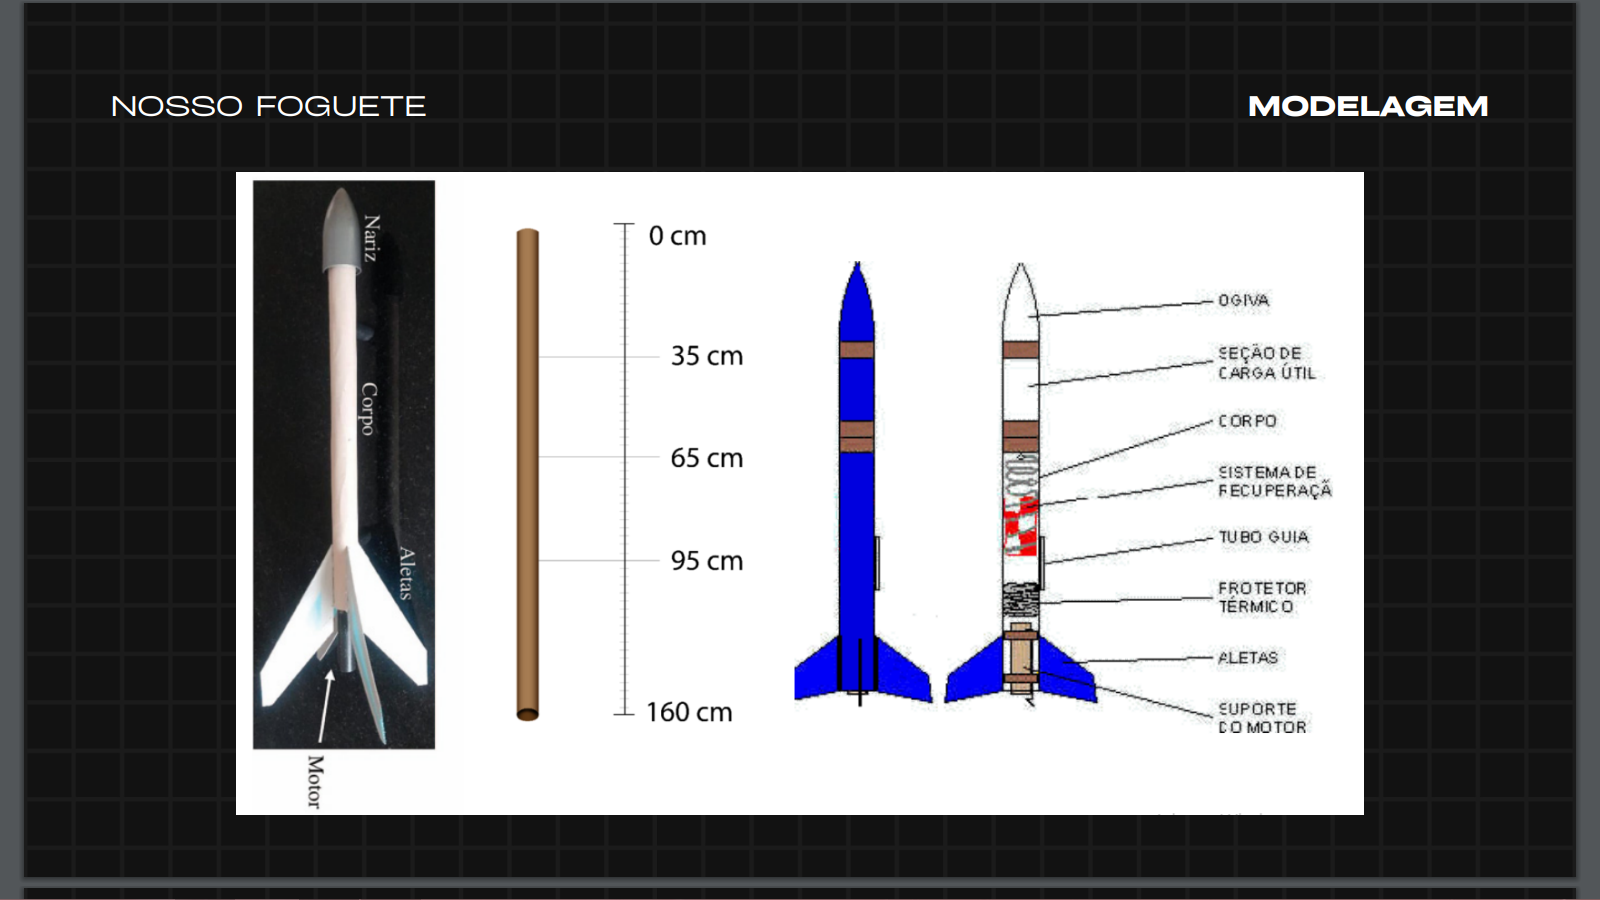 NOSSO FOGUETE
MODELAGEM
Nariz
Corpo
Aletas
Motor
0 cm
35 cm
65 cm
95 cm
160 cm
OGIVA
SEÇÃO DE
CARGA ÚTIL
CORPO
SISTEMA DE
RECUPERAÇÃ
TUBO GUIA
PROTETOR
TÉRMICO
ALETAS
SUPORTE
DO MOTOR